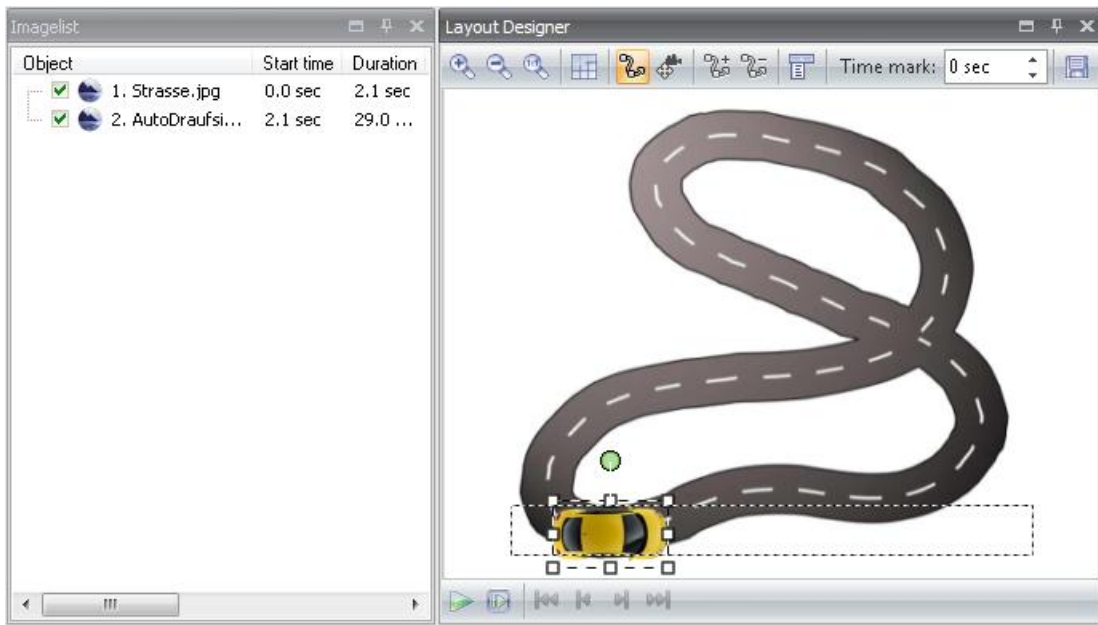 Imagelist
Object Start time Duration
1. Strasse.jpg 0.0 sec 2.1 sec
2. AutoDraufsi... 2.1 sec 29.0 ...
Layout Designer
Time mark: 0 sec